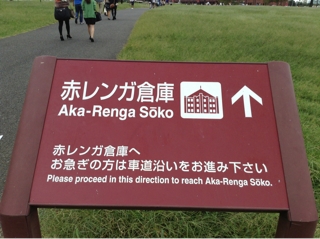 赤レンガ倉庫
Aka-Renga Sōko
赤レンガ倉庫へ
お急ぎの方は車道沿いをお進み下さい
Please proceed in this direction to reach Aka-Renga Sōko.